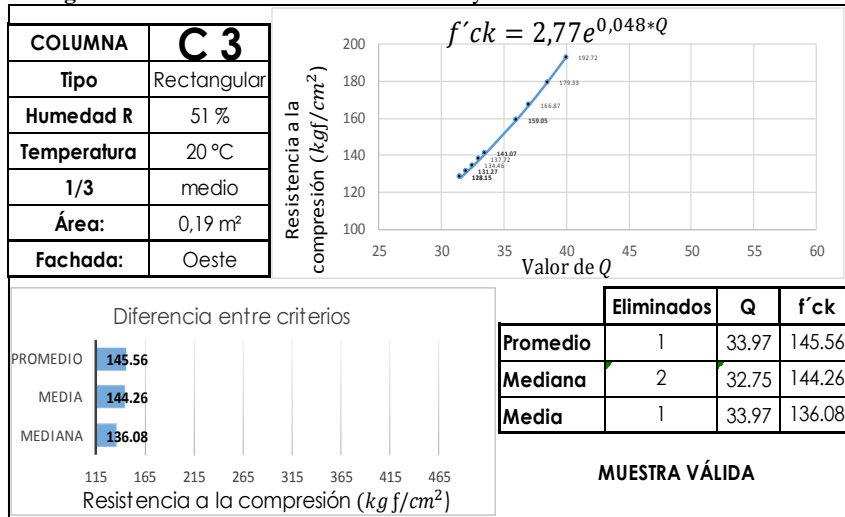 COLUMNA C 3
Tipo Rectangular
Humedad R 51 %
Temperatura 20 °C
1/3 medio
Área: 0,19 m²
Fachada: Oeste
f´ck = 2,77e^{0,048*Q}
Resistencia a la
compresión (kgf/cm²)
200
180
160
140
120
100
192.72
179.33
166.87
159.05
141.07
137.72
134.46
131.27
128.15
25 30 35 40 45 50 55 60
Valor de Q
Diferencia entre criterios
PROMEDIO 145.56
MEDIA 144.26
MEDIANA 136.08
115 165 215 265 315 365 415 465
Resistencia a la compresión (kg f/cm²)
Eliminados Q f´ck
Promedio 1 33.97 145.56
Mediana 2 32.75 144.26
Media 1 33.97 136.08
MUESTRA VÁLIDA